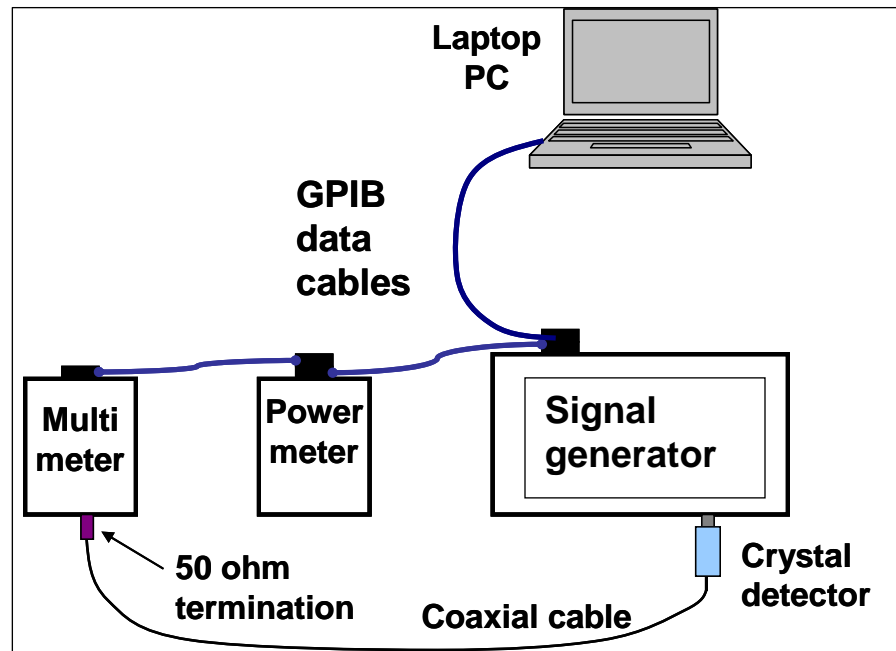 Laptop
PC
GPIB
data
cables
Multi
meter
Power
meter
Signal
generator
50 ohm
termination
Coaxial cable
Crystal
detector